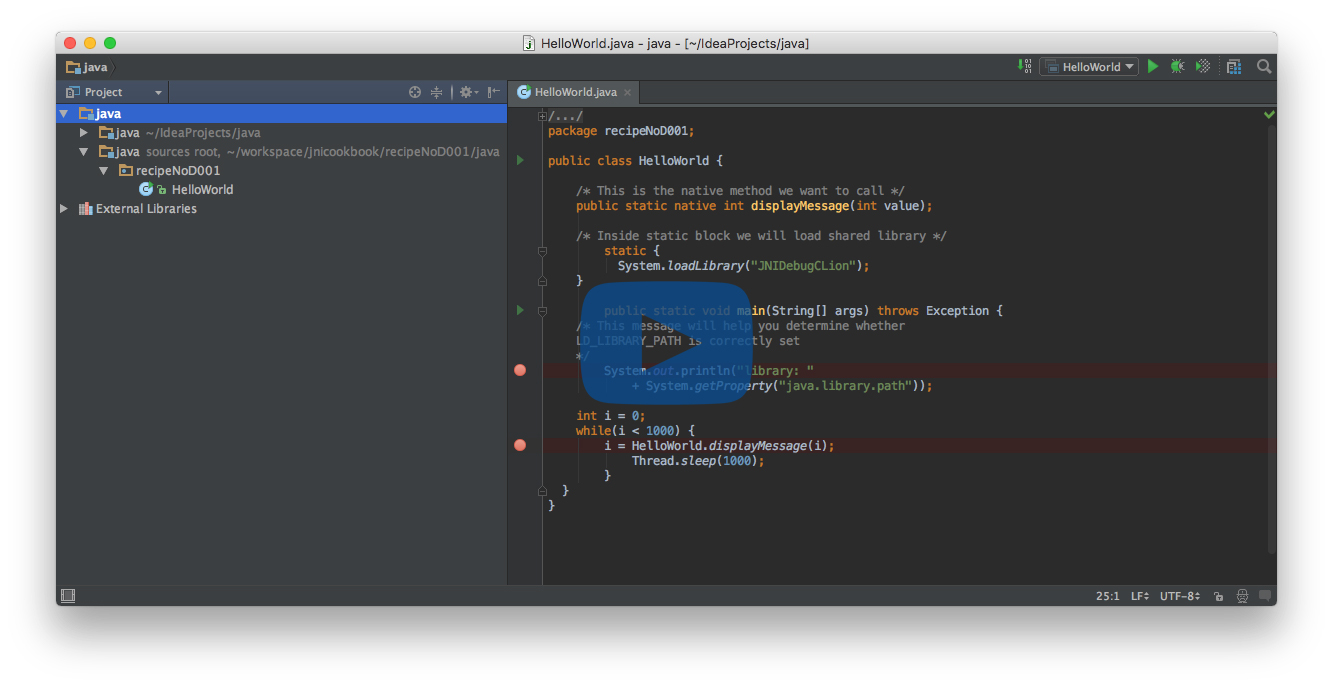 HelloWorld.java - java - [~/IdeaProjects/java]
java
HelloWorld
Project
HelloWorld.java
java
java ~/IdeaProjects/java
java sources root, ~/workspace/jnicookbook/recipeNoD001/java
recipeNoD001
HelloWorld
External Libraries
/.../
package recipeNoD001;
public class HelloWorld {
/* This is the native method we want to call */
public static native int displayMessage(int value);
/* Inside static block we will load shared library */
static {
System.loadLibrary("JNIDebugCLion");
}
public static void main(String[] args) throws Exception {
/* This message will help you determine whether
LD_LIBRARY_PATH is correctly set
*/
System.out.println("library: "
+ System.getProperty("java.library.path"));
int i = 0;
while(i < 1000) {
i = HelloWorld.displayMessage(i);
Thread.sleep(1000);
}
}
}
25:1 LF UTF-8